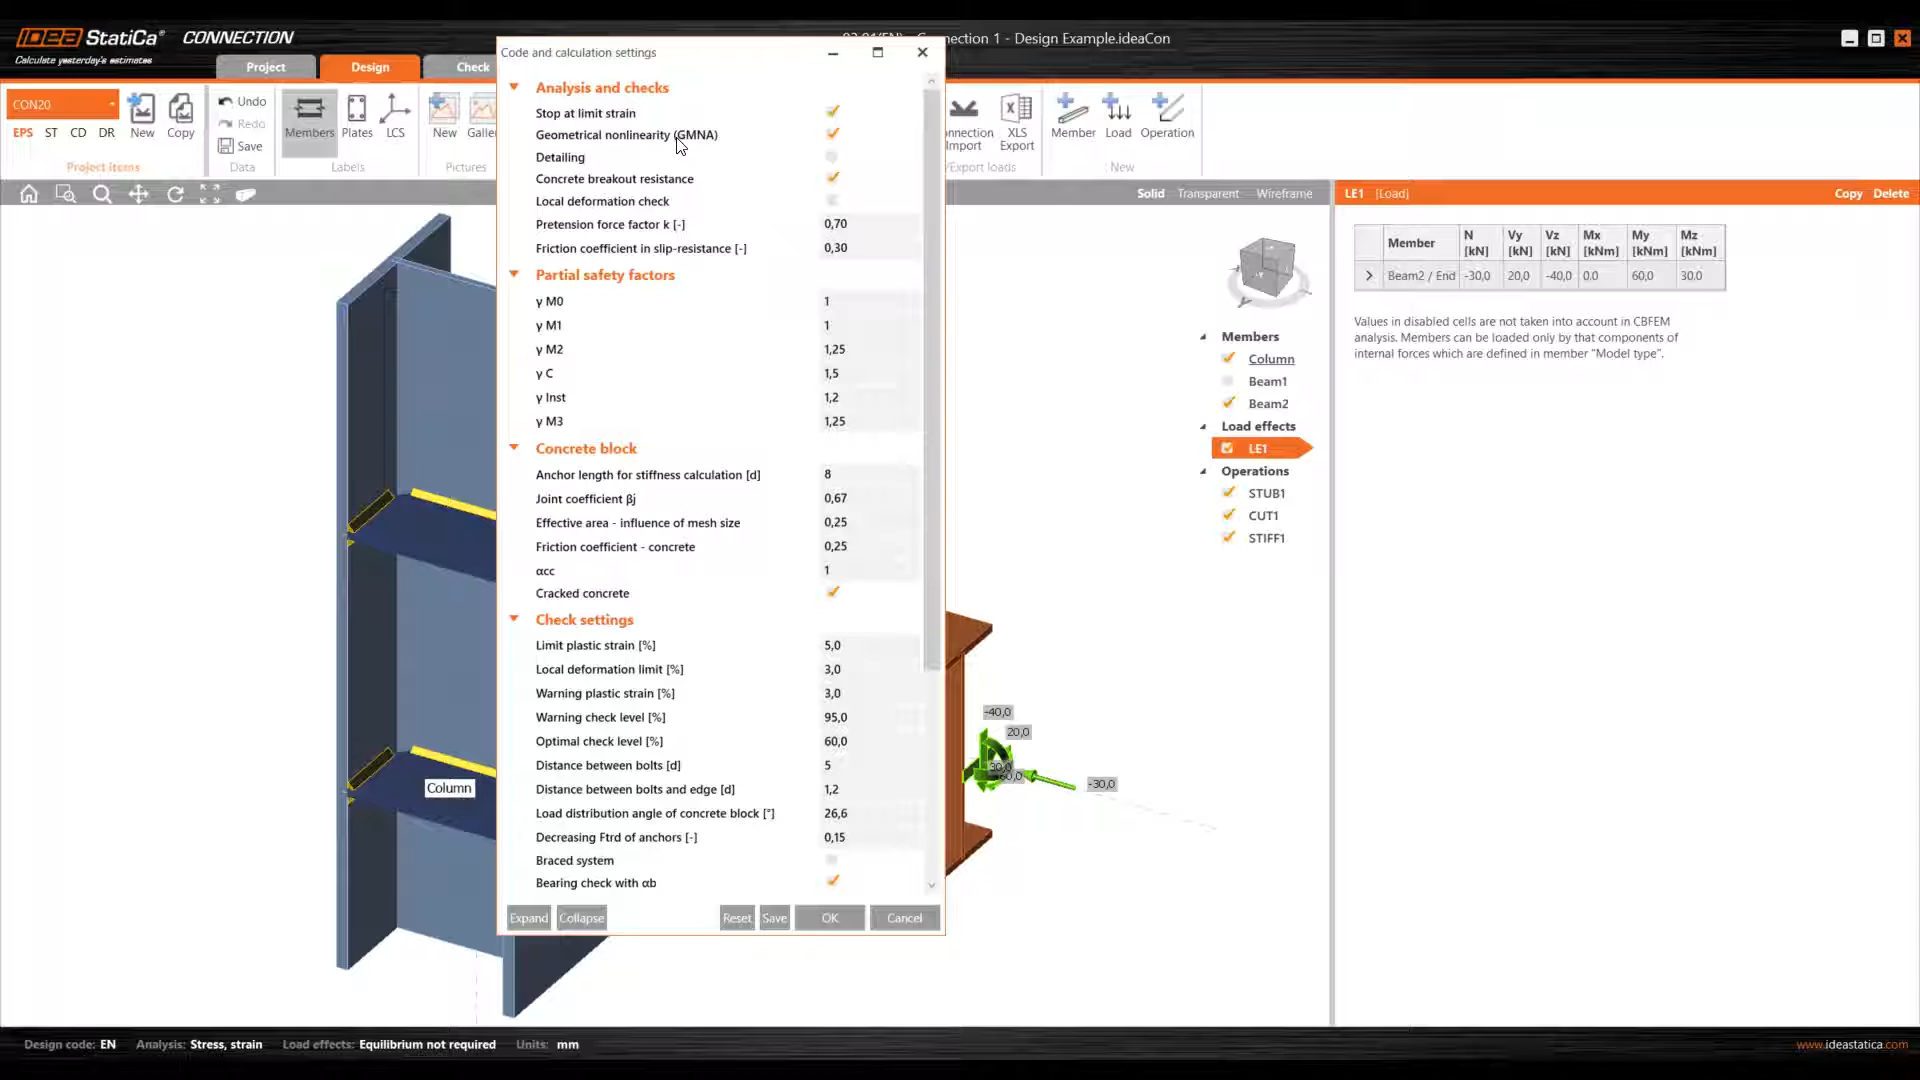 IDEA StatiCa® CONNECTION
Calculate yesterday's estimates
Connection 1 - Design Example.ideaCon
Project
Design
Check
CON20
EPS ST CD DR
New
Copy
Project items
Undo
Redo
Save
Data
Members
Plates
LCS
Labels
New
Pictures
XLS
Import
Export
/Export loads
Member
Load
Operation
New
Code and calculation settings
Analysis and checks
Stop at limit strain
Geometrical nonlinearity (GMNA)
Detailing
Concrete breakout resistance
Local deformation check
Pretension force factor k [-] 0,70
Friction coefficient in slip-resistance [-] 0,30
Partial safety factors
γ M0 1
γ M1 1
γ M2 1,25
γ C 1,5
γ Inst 1,2
γ M3 1,25
Concrete block
Anchor length for stiffness calculation [d] 8
Joint coefficient βj 0,67
Effective area - influence of mesh size 0,25
Friction coefficient - concrete 0,25
αcc 1
Cracked concrete
Check settings
Limit plastic strain [%] 5,0
Local deformation limit [%] 3,0
Warning plastic strain [%] 3,0
Warning check level [%] 95,0
Optimal check level [%] 60,0
Distance between bolts [d] 5
Distance between bolts and edge [d] 1,2
Load distribution angle of concrete block [°] 26,6
Decreasing Ftrd of anchors [-] 0,15
Braced system
Bearing check with αb
Expand Collapse Reset Save OK Cancel
Column
Solid Transparent Wireframe
-40,0
20,0
-30,0
Members
Column
Beam1
Beam2
Load effects
LE1
Operations
STUB1
CUT1
STIFF1
LE1 [Load] Copy Delete
Member N [kN] Vy [kN] Vz [kN] Mx [kNm] My [kNm] Mz [kNm]
Beam2 / End -30,0 20,0 -40,0 0.0 60,0 30,0
Values in disabled cells are not taken into account in CBFEM
analysis. Members can be loaded only by that components of
internal forces which are defined in member "Model type".
Design code: EN Analysis: Stress, strain Load effects: Equilibrium not required Units: mm
www.ideastatica.com